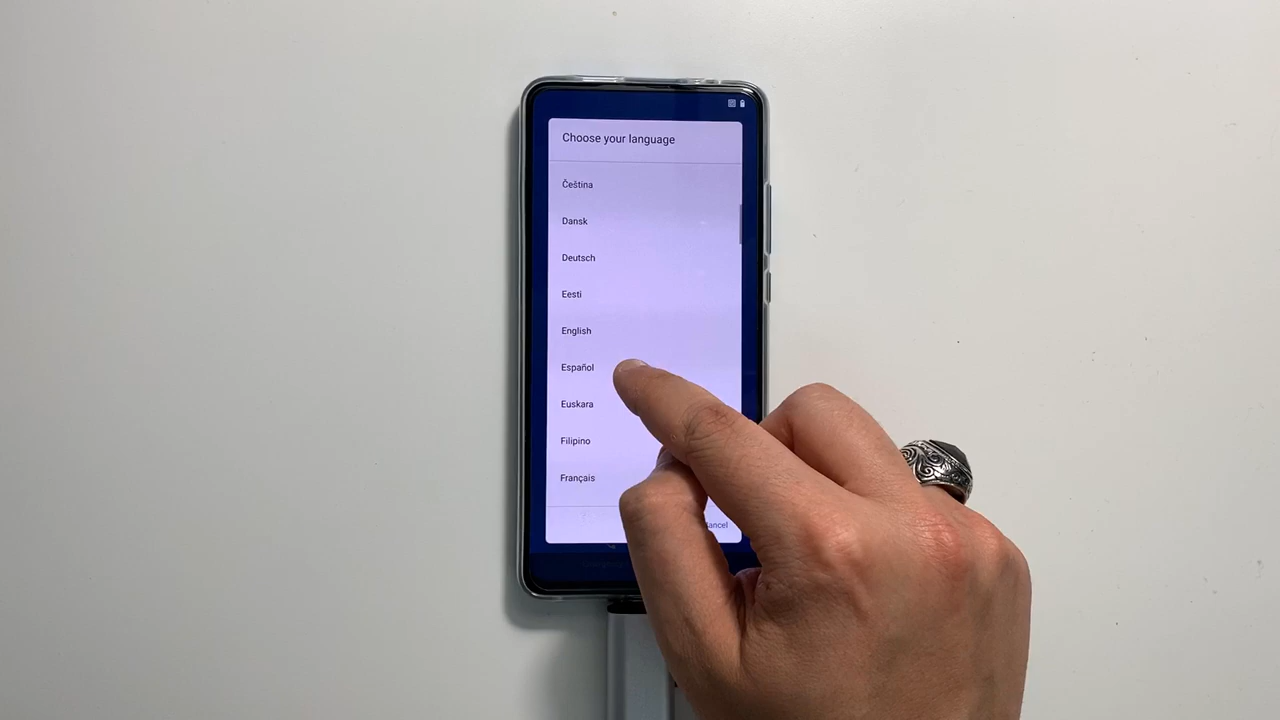 Choose your language
Čeština
Dansk
Deutsch
Eesti
English
Español
Euskara
Filipino
Français